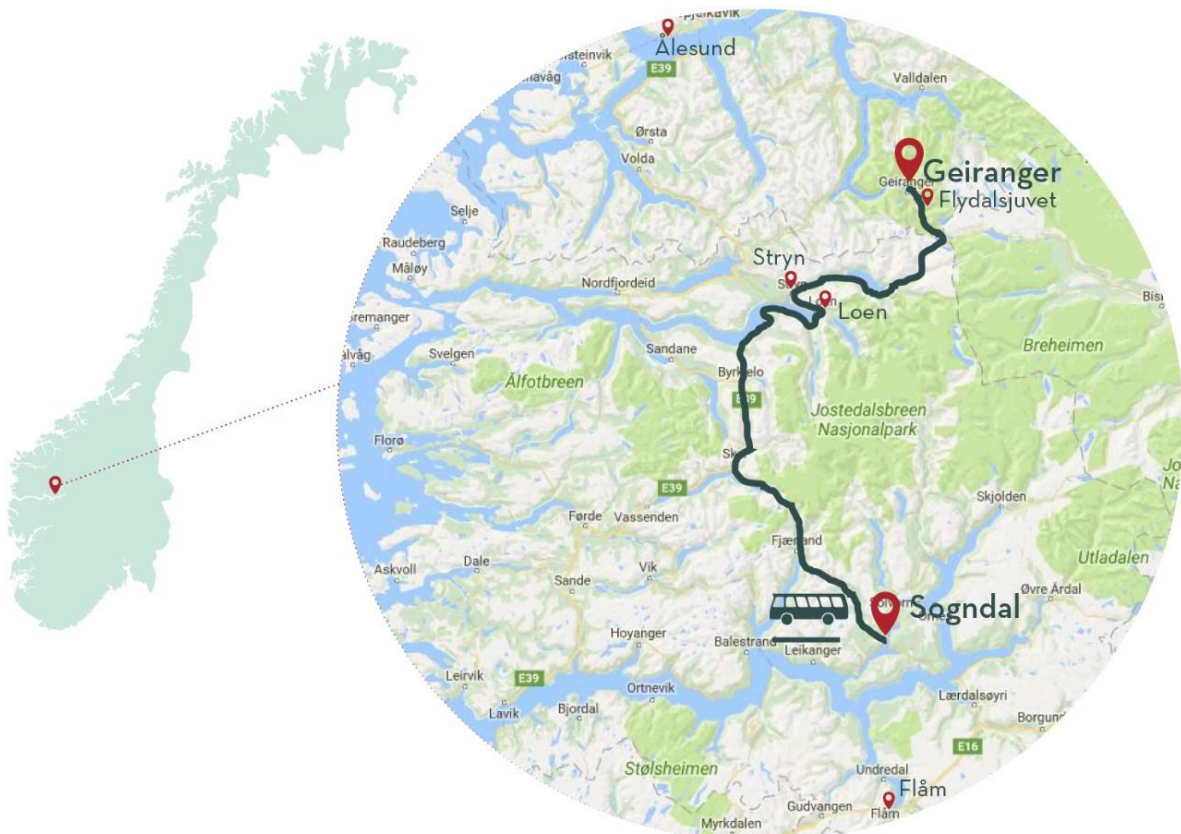 Ålesund
E39
Valldalen
Ørsta
Volda
Geiranger
Geiranger
Flydalsjuvet
Selje
Raudeberg
Måløy
Stryn
Nordfjordeid
Loen
Svelgen
Sandane
Byrkjelo
Breheimen
Ålfotbreen
Jostedalsbreen
Nasjonalpark
Florø
E39
Skjolden
Førde
Vassenden
Fjærland
Utladalen
Askvoll
Dale
Sande
Vik
Øvre Årdal
Sogndal
Hoyanger
Balestrand
Leikanger
Leirvik
E39
Ortnevik
Lærdalsøyri
Lavik
Bjordal
Borgund
E16
Stølsheimen
Undredal
Flåm
Gudvangen
Flåm
Myrkdalen